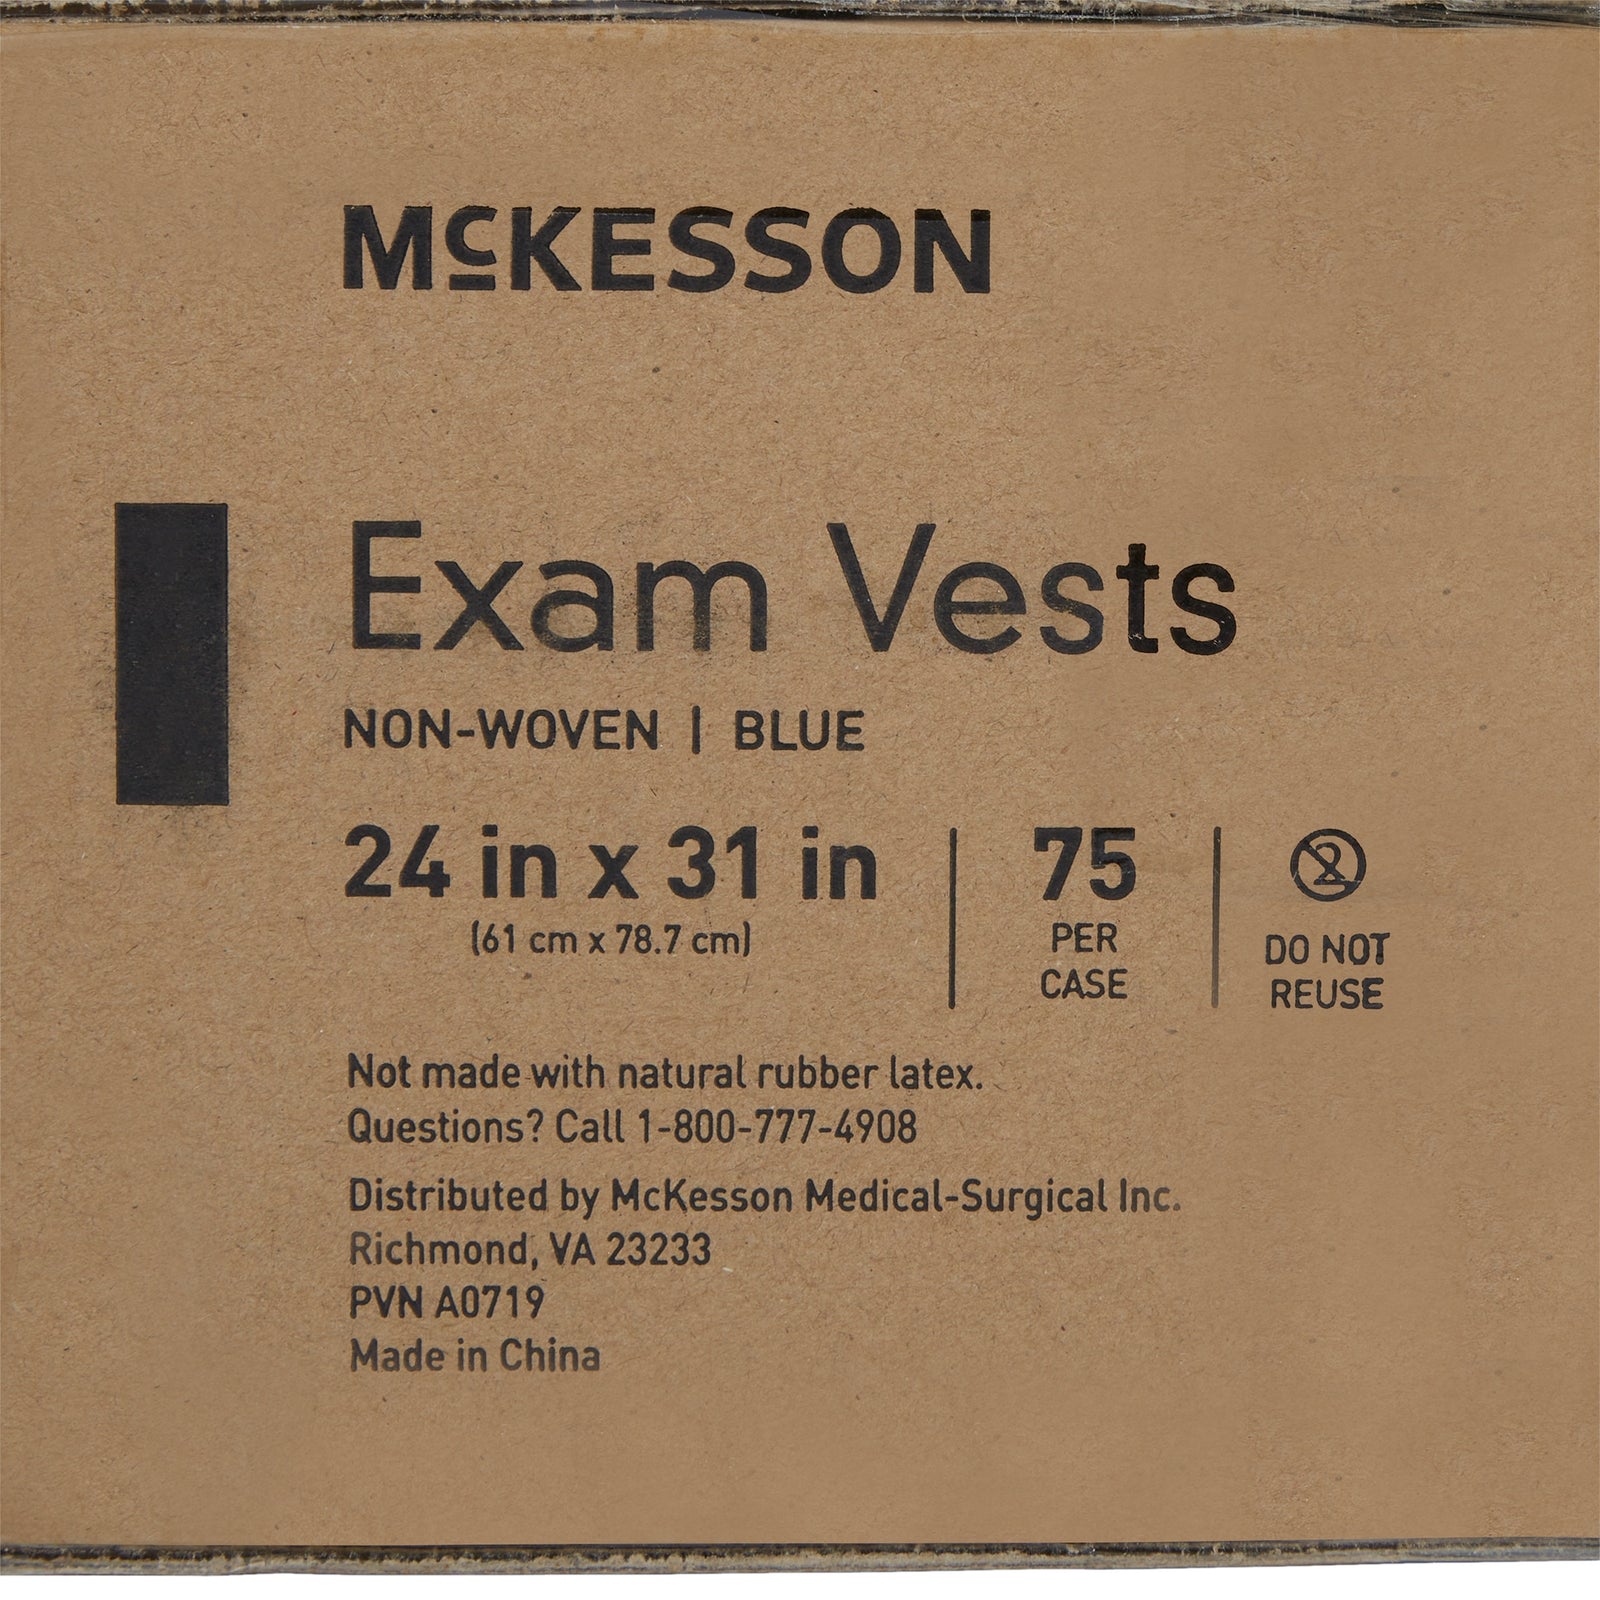 McKESSON
Exam Vests
NON-WOVEN | BLUE
24 in x 31 in
(61 cm x 78.7 cm)
75
PER
CASE
2
DO NOT
REUSE
Not made with natural rubber latex.
Questions? Call 1-800-777-4908
Distributed by McKesson Medical-Surgical Inc.
Richmond, VA 23233
PVN A0719
Made in China